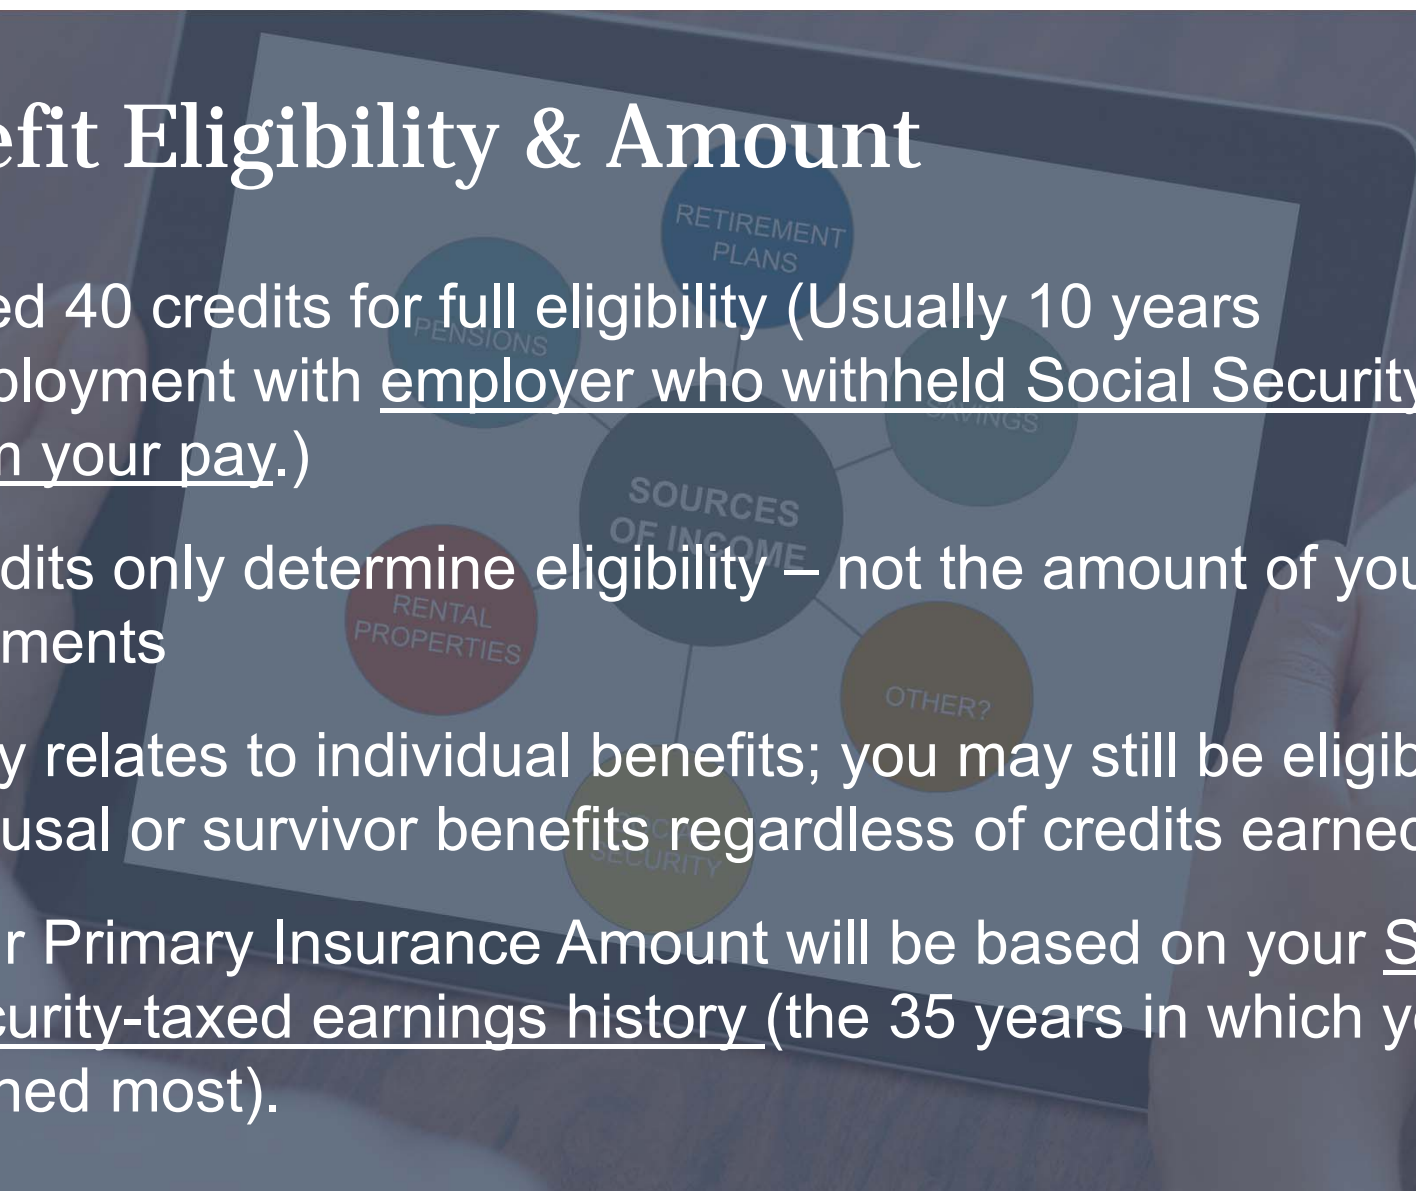 efit Eligibility & Amount
ed 40 credits for full eligibility (Usually 10 years
ployment with employer who withheld Social Security
m your pay.)
dits only determine eligibility – not the amount of you
ments
y relates to individual benefits; you may still be eligib
usal or survivor benefits regardless of credits earned
r Primary Insurance Amount will be based on your S
curity-taxed earnings history (the 35 years in which y
ned most).
RETIREMENT
PLANS
PENSIONS
SAVINGS
SOURCES
OF INCOME
RENTAL
PROPERTIES
OTHER?
SECURITY